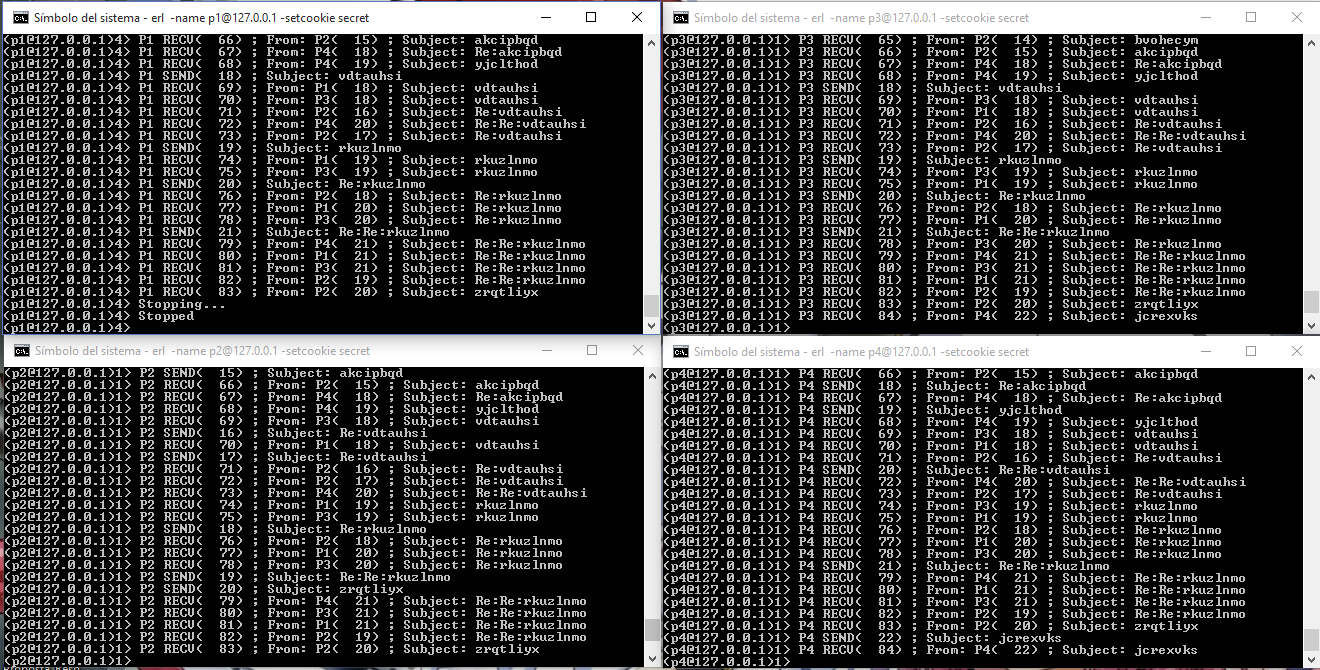 Símbolo del sistema - erl -name p1@127.0.0.1 -setcookie secret
(p1@127.0.0.1)4> P1 RECV(  66) ; From: P2(  15) ; Subject: akcipbqd
(p1@127.0.0.1)4> P1 RECV(  67) ; From: P4(  18) ; Subject: Re:akcipbqd
(p1@127.0.0.1)4> P1 RECV(  68) ; From: P4(  19) ; Subject: yjclthod
(p1@127.0.0.1)4> P1 SEND(  18) ; Subject: vdtauhsi
(p1@127.0.0.1)4> P1 RECV(  69) ; From: P1(  18) ; Subject: vdtauhsi
(p1@127.0.0.1)4> P1 RECV(  70) ; From: P3(  18) ; Subject: vdtauhsi
(p1@127.0.0.1)4> P1 RECV(  71) ; From: P2(  16) ; Subject: Re:vdtauhsi
(p1@127.0.0.1)4> P1 RECV(  72) ; From: P4(  20) ; Subject: Re:Re:vdtauhsi
(p1@127.0.0.1)4> P1 RECV(  73) ; From: P2(  17) ; Subject: Re:vdtauhsi
(p1@127.0.0.1)4> P1 SEND(  19) ; Subject: rkuzlnmo
(p1@127.0.0.1)4> P1 RECV(  74) ; From: P1(  19) ; Subject: rkuzlnmo
(p1@127.0.0.1)4> P1 RECV(  75) ; From: P3(  19) ; Subject: rkuzlnmo
(p1@127.0.0.1)4> P1 SEND(  20) ; Subject: Re:rkuzlnmo
(p1@127.0.0.1)4> P1 RECV(  76) ; From: P2(  18) ; Subject: Re:rkuzlnmo
(p1@127.0.0.1)4> P1 RECV(  77) ; From: P1(  20) ; Subject: Re:rkuzlnmo
(p1@127.0.0.1)4> P1 RECV(  78) ; From: P3(  20) ; Subject: Re:rkuzlnmo
(p1@127.0.0.1)4> P1 SEND(  21) ; Subject: Re:Re:rkuzlnmo
(p1@127.0.0.1)4> P1 RECV(  79) ; From: P4(  21) ; Subject: Re:Re:rkuzlnmo
(p1@127.0.0.1)4> P1 RECV(  80) ; From: P1(  21) ; Subject: Re:Re:rkuzlnmo
(p1@127.0.0.1)4> P1 RECV(  81) ; From: P3(  21) ; Subject: Re:Re:rkuzlnmo
(p1@127.0.0.1)4> P1 RECV(  82) ; From: P2(  19) ; Subject: Re:Re:rkuzlnmo
(p1@127.0.0.1)4> P1 RECV(  83) ; From: P2(  20) ; Subject: zrqtliyx
(p1@127.0.0.1)4> Stopping...
(p1@127.0.0.1)4> Stopped
(p1@127.0.0.1)4>
Símbolo del sistema - erl -name p3@127.0.0.1 -setcookie secret
(p3@127.0.0.1)1> P3 RECV(  65) ; From: P2(  14) ; Subject: bvohecym
(p3@127.0.0.1)1> P3 RECV(  66) ; From: P2(  15) ; Subject: akcipbqd
(p3@127.0.0.1)1> P3 RECV(  67) ; From: P4(  18) ; Subject: Re:akcipbqd
(p3@127.0.0.1)1> P3 RECV(  68) ; From: P4(  19) ; Subject: yjclthod
(p3@127.0.0.1)1> P3 SEND(  18) ; Subject: vdtauhsi
(p3@127.0.0.1)1> P3 RECV(  69) ; From: P3(  18) ; Subject: vdtauhsi
(p3@127.0.0.1)1> P3 RECV(  70) ; From: P1(  18) ; Subject: vdtauhsi
(p3@127.0.0.1)1> P3 RECV(  71) ; From: P2(  16) ; Subject: Re:vdtauhsi
(p3@127.0.0.1)1> P3 RECV(  72) ; From: P4(  20) ; Subject: Re:Re:vdtauhsi
(p3@127.0.0.1)1> P3 RECV(  73) ; From: P2(  17) ; Subject: Re:vdtauhsi
(p3@127.0.0.1)1> P3 SEND(  19) ; Subject: rkuzlnmo
(p3@127.0.0.1)1> P3 RECV(  74) ; From: P3(  19) ; Subject: rkuzlnmo
(p3@127.0.0.1)1> P3 RECV(  75) ; From: P1(  19) ; Subject: rkuzlnmo
(p3@127.0.0.1)1> P3 SEND(  20) ; Subject: Re:rkuzlnmo
(p3@127.0.0.1)1> P3 RECV(  76) ; From: P2(  18) ; Subject: Re:rkuzlnmo
(p3@127.0.0.1)1> P3 RECV(  77) ; From: P1(  20) ; Subject: Re:rkuzlnmo
(p3@127.0.0.1)1> P3 SEND(  21) ; Subject: Re:Re:rkuzlnmo
(p3@127.0.0.1)1> P3 RECV(  78) ; From: P3(  20) ; Subject: Re:rkuzlnmo
(p3@127.0.0.1)1> P3 RECV(  79) ; From: P4(  21) ; Subject: Re:Re:rkuzlnmo
(p3@127.0.0.1)1> P3 RECV(  80) ; From: P3(  21) ; Subject: Re:Re:rkuzlnmo
(p3@127.0.0.1)1> P3 RECV(  81) ; From: P1(  21) ; Subject: Re:Re:rkuzlnmo
(p3@127.0.0.1)1> P3 RECV(  82) ; From: P2(  19) ; Subject: Re:Re:rkuzlnmo
(p3@127.0.0.1)1> P3 RECV(  83) ; From: P2(  20) ; Subject: zrqtliyx
(p3@127.0.0.1)1> P3 RECV(  84) ; From: P4(  22) ; Subject: jcrexvks
(p3@127.0.0.1)1>
Símbolo del sistema - erl -name p2@127.0.0.1 -setcookie secret
(p2@127.0.0.1)1> P2 SEND(  15) ; Subject: akcipbqd
(p2@127.0.0.1)1> P2 RECV(  66) ; From: P2(  15) ; Subject: akcipbqd
(p2@127.0.0.1)1> P2 RECV(  67) ; From: P4(  18) ; Subject: Re:akcipbqd
(p2@127.0.0.1)1> P2 RECV(  68) ; From: P4(  19) ; Subject: yjclthod
(p2@127.0.0.1)1> P2 RECV(  69) ; From: P3(  18) ; Subject: vdtauhsi
(p2@127.0.0.1)1> P2 SEND(  16) ; Subject: Re:vdtauhsi
(p2@127.0.0.1)1> P2 RECV(  70) ; From: P1(  18) ; Subject: vdtauhsi
(p2@127.0.0.1)1> P2 SEND(  17) ; Subject: Re:vdtauhsi
(p2@127.0.0.1)1> P2 RECV(  71) ; From: P2(  16) ; Subject: Re:vdtauhsi
(p2@127.0.0.1)1> P2 RECV(  72) ; From: P2(  17) ; Subject: Re:vdtauhsi
(p2@127.0.0.1)1> P2 RECV(  73) ; From: P4(  20) ; Subject: Re:Re:vdtauhsi
(p2@127.0.0.1)1> P2 RECV(  74) ; From: P1(  19) ; Subject: rkuzlnmo
(p2@127.0.0.1)1> P2 RECV(  75) ; From: P3(  19) ; Subject: rkuzlnmo
(p2@127.0.0.1)1> P2 SEND(  18) ; Subject: Re:rkuzlnmo
(p2@127.0.0.1)1> P2 RECV(  76) ; From: P2(  18) ; Subject: Re:rkuzlnmo
(p2@127.0.0.1)1> P2 RECV(  77) ; From: P1(  20) ; Subject: Re:rkuzlnmo
(p2@127.0.0.1)1> P2 RECV(  78) ; From: P3(  20) ; Subject: Re:rkuzlnmo
(p2@127.0.0.1)1> P2 SEND(  19) ; Subject: Re:Re:rkuzlnmo
(p2@127.0.0.1)1> P2 SEND(  20) ; Subject: zrqtliyx
(p2@127.0.0.1)1> P2 RECV(  79) ; From: P4(  21) ; Subject: Re:Re:rkuzlnmo
(p2@127.0.0.1)1> P2 RECV(  80) ; From: P3(  21) ; Subject: Re:Re:rkuzlnmo
(p2@127.0.0.1)1> P2 RECV(  81) ; From: P1(  21) ; Subject: Re:Re:rkuzlnmo
(p2@127.0.0.1)1> P2 RECV(  82) ; From: P2(  19) ; Subject: Re:Re:rkuzlnmo
(p2@127.0.0.1)1> P2 RECV(  83) ; From: P2(  20) ; Subject: zrqtliyx
(p2@127.0.0.1)1>
Símbolo del sistema - erl -name p4@127.0.0.1 -setcookie secret
(p4@127.0.0.1)1> P4 RECV(  66) ; From: P2(  15) ; Subject: akcipbqd
(p4@127.0.0.1)1> P4 SEND(  18) ; Subject: Re:akcipbqd
(p4@127.0.0.1)1> P4 RECV(  67) ; From: P4(  18) ; Subject: Re:akcipbqd
(p4@127.0.0.1)1> P4 SEND(  19) ; Subject: yjclthod
(p4@127.0.0.1)1> P4 RECV(  68) ; From: P4(  19) ; Subject: yjclthod
(p4@127.0.0.1)1> P4 RECV(  69) ; From: P3(  18) ; Subject: vdtauhsi
(p4@127.0.0.1)1> P4 RECV(  70) ; From: P1(  18) ; Subject: vdtauhsi
(p4@127.0.0.1)1> P4 RECV(  71) ; From: P2(  16) ; Subject: Re:vdtauhsi
(p4@127.0.0.1)1> P4 SEND(  20) ; Subject: Re:Re:vdtauhsi
(p4@127.0.0.1)1> P4 RECV(  72) ; From: P4(  20) ; Subject: Re:Re:vdtauhsi
(p4@127.0.0.1)1> P4 RECV(  73) ; From: P2(  17) ; Subject: Re:vdtauhsi
(p4@127.0.0.1)1> P4 RECV(  74) ; From: P3(  19) ; Subject: rkuzlnmo
(p4@127.0.0.1)1> P4 RECV(  75) ; From: P1(  19) ; Subject: rkuzlnmo
(p4@127.0.0.1)1> P4 RECV(  76) ; From: P2(  18) ; Subject: Re:rkuzlnmo
(p4@127.0.0.1)1> P4 RECV(  77) ; From: P1(  20) ; Subject: Re:rkuzlnmo
(p4@127.0.0.1)1> P4 RECV(  78) ; From: P3(  20) ; Subject: Re:rkuzlnmo
(p4@127.0.0.1)1> P4 SEND(  21) ; Subject: Re:Re:rkuzlnmo
(p4@127.0.0.1)1> P4 RECV(  79) ; From: P4(  21) ; Subject: Re:Re:rkuzlnmo
(p4@127.0.0.1)1> P4 RECV(  80) ; From: P1(  21) ; Subject: Re:Re:rkuzlnmo
(p4@127.0.0.1)1> P4 RECV(  81) ; From: P3(  21) ; Subject: Re:Re:rkuzlnmo
(p4@127.0.0.1)1> P4 RECV(  82) ; From: P2(  19) ; Subject: Re:Re:rkuzlnmo
(p4@127.0.0.1)1> P4 RECV(  83) ; From: P2(  20) ; Subject: zrqtliyx
(p4@127.0.0.1)1> P4 SEND(  22) ; Subject: jcrexvks
(p4@127.0.0.1)1> P4 RECV(  84) ; From: P4(  22) ; Subject: jcrexvks
(p4@127.0.0.1)1>